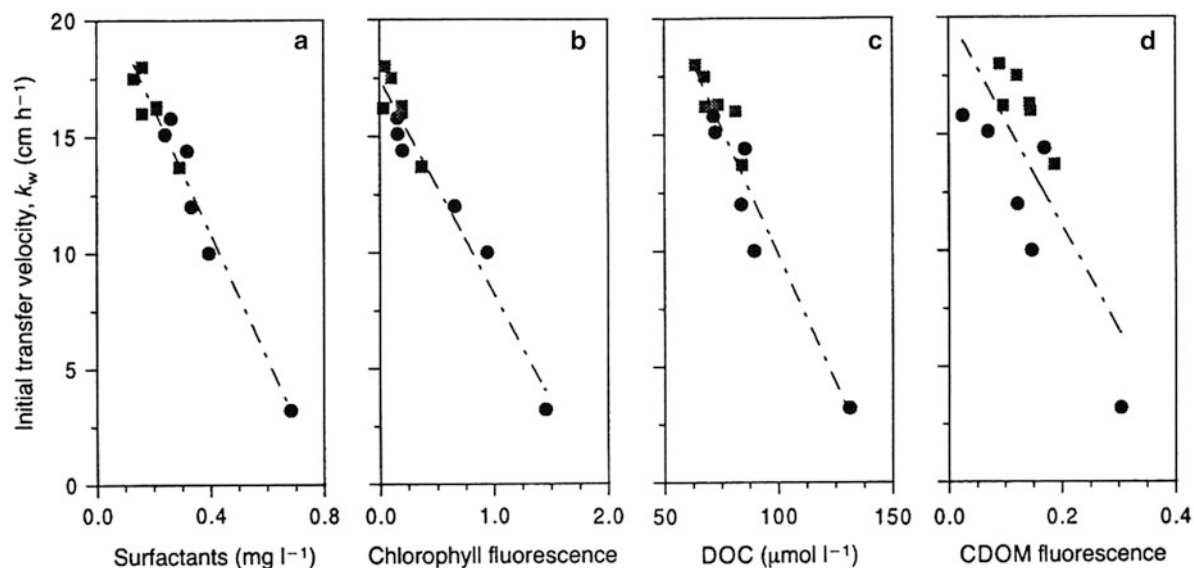 Initial transfer velocity, kw (cm h−1)
20
15
10
5
0
a
0.0 0.4 0.8
Surfactants (mg l−1)
b
0.0 1.0 2.0
Chlorophyll fluorescence
c
50 100 150
DOC (μmol l−1)
d
0.0 0.2 0.4
CDOM fluorescence